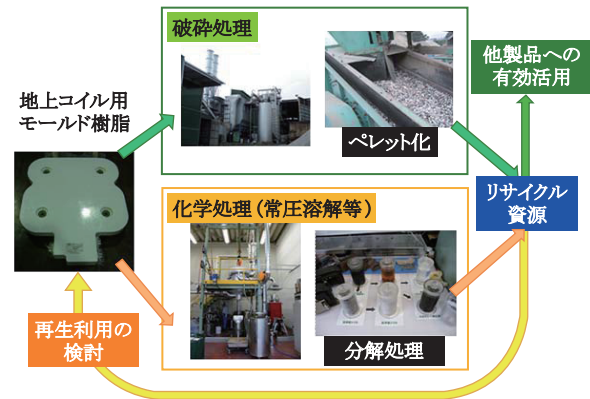 破砕処理
ペレット化
他製品への
有効活用
地上コイル用
モールド樹脂
リサイクル
資源
化学処理（常圧溶解等）
分解処理
再生利用の
検討